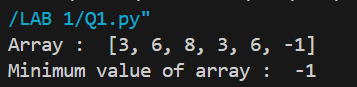 /LAB 1/Q1.py"
Array :  [3, 6, 8, 3, 6, -1]
Minimum value of array :  -1